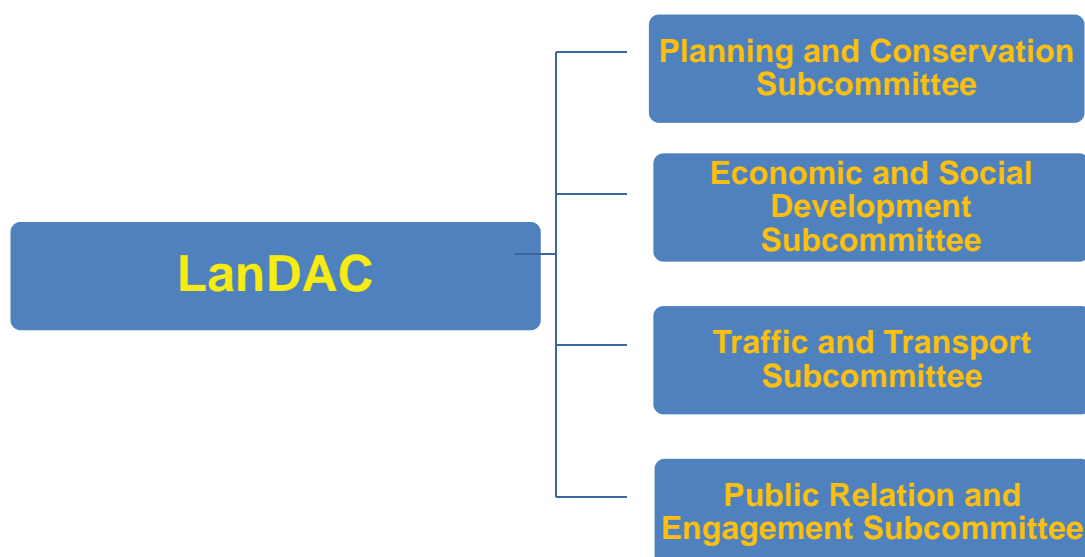 LanDAC
Planning and Conservation
Subcommittee
Economic and Social
Development
Subcommittee
Traffic and Transport
Subcommittee
Public Relation and
Engagement Subcommittee